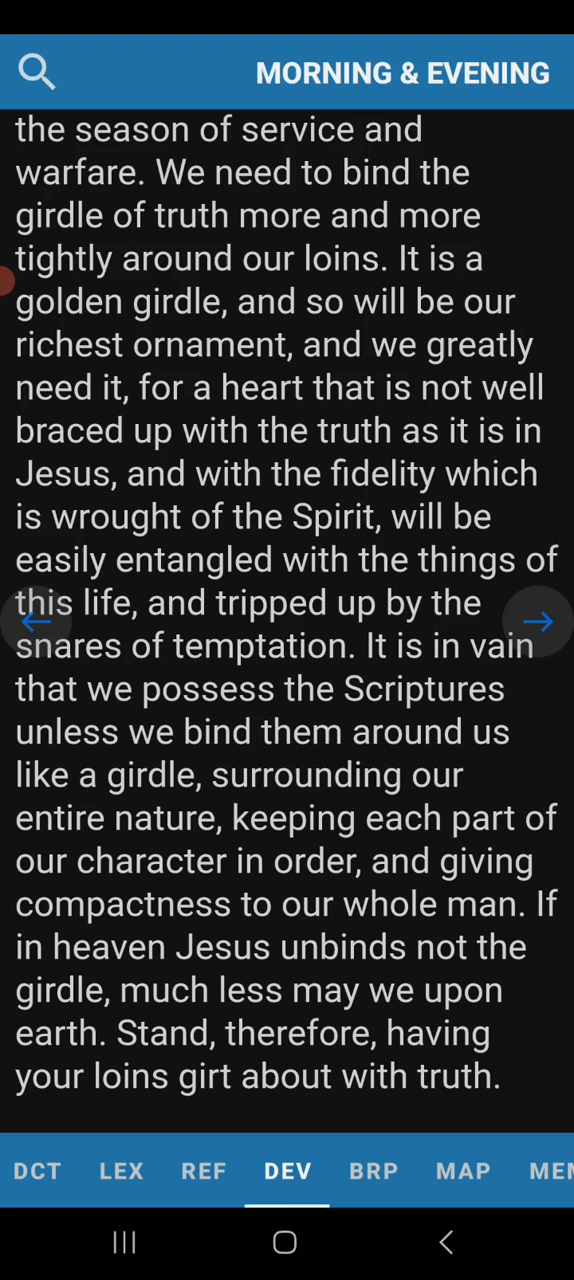 MORNING & EVENING
the season of service and
warfare. We need to bind the
girdle of truth more and more
tightly around our loins. It is a
golden girdle, and so will be our
richest ornament, and we greatly
need it, for a heart that is not well
braced up with the truth as it is in
Jesus, and with the fidelity which
is wrought of the Spirit, will be
easily entangled with the things of
this life, and tripped up by the
snares of temptation. It is in vain
that we possess the Scriptures
unless we bind them around us
like a girdle, surrounding our
entire nature, keeping each part of
our character in order, and giving
compactness to our whole man. If
in heaven Jesus unbinds not the
girdle, much less may we upon
earth. Stand, therefore, having
your loins girt about with truth.
DCT LEX REF DEV BRP MAP MEM